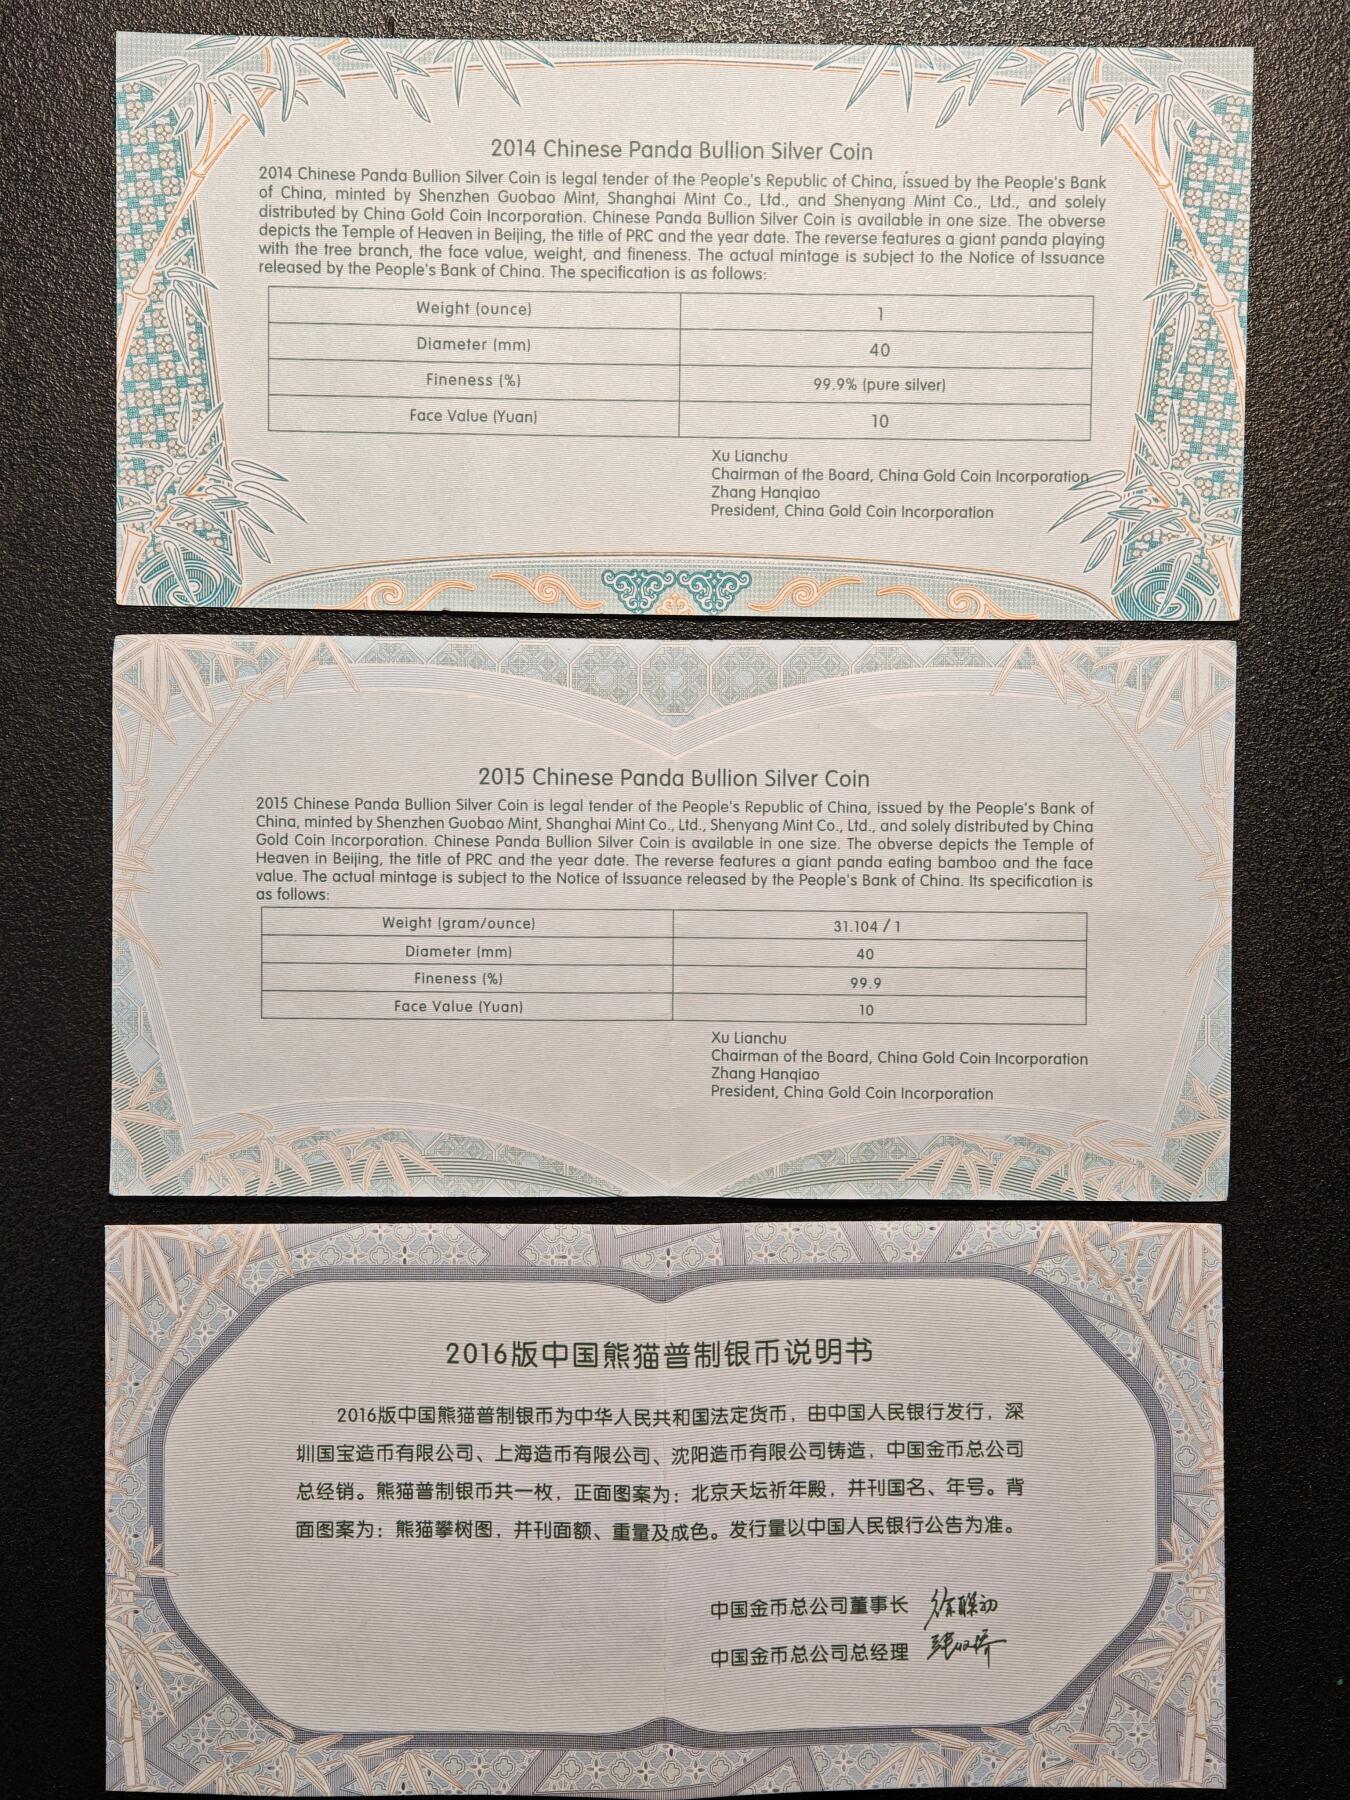 2014 Chinese Panda Bullion Silver Coin
2014 Chinese Panda Bullion Silver Coin is legal tender of the People's Republic of China, issued by the People's Bank
of China, minted by Shenzhen Guobao Mint, Shanghai Mint Co., Ltd., and Shenyang Mint Co., Ltd., and solely
distributed by China Gold Coin Incorporation. Chinese Panda Bullion Silver Coin is available in one size. The obverse
depicts the Temple of Heaven in Beijing, the title of PRC and the year date. The reverse features a giant panda playing
with the tree branch, the face value, weight, and fineness. The actual mintage is subject to the Notice of Issuance
released by the People's Bank of China. The specification is as follows:
Weight (ounce) 1
Diameter (mm) 40
Fineness (%) 99.9% (pure silver)
Face Value (Yuan) 10
Xu Lianchu
Chairman of the Board, China Gold Coin Incorporation
Zhang Hanqiao
President, China Gold Coin Incorporation
2015 Chinese Panda Bullion Silver Coin
2015 Chinese Panda Bullion Silver Coin is legal tender of the People's Republic of China, issued by the People's Bank of
China, minted by Shenzhen Guobao Mint, Shanghai Mint Co., Ltd., Shenyang Mint Co., Ltd., and solely distributed by China
Gold Coin Incorporation. Chinese Panda Bullion Silver Coin is available in one size. The obverse depicts the Temple of
Heaven in Beijing, the title of PRC and the year date. The reverse features a giant panda eating bamboo and the face
value. The actual mintage is subject to the Notice of Issuance released by the People's Bank of China. Its specification is
as follows:
Weight (gram/ounce) 31.104 / 1
Diameter (mm) 40
Fineness (%) 99.9
Face Value (Yuan) 10
Xu Lianchu
Chairman of the Board, China Gold Coin Incorporation
Zhang Hanqiao
President, China Gold Coin Incorporation
2016版中国熊猫普制银币说明书
2016版中国熊猫普制银币为中华人民共和国法定货币，由中国人民银行发行，深
圳国宝造币有限公司、上海造币有限公司、沈阳造币有限公司铸造，中国金币总公司
总经销。熊猫普制银币共一枚，正面图案为：北京天坛祈年殿，并刊国名、年号。背
面图案为：熊猫攀树图，并刊面额、重量及成色。发行量以中国人民银行公告为准。
中国金币总公司董事长 徐联初
中国金币总公司总经理